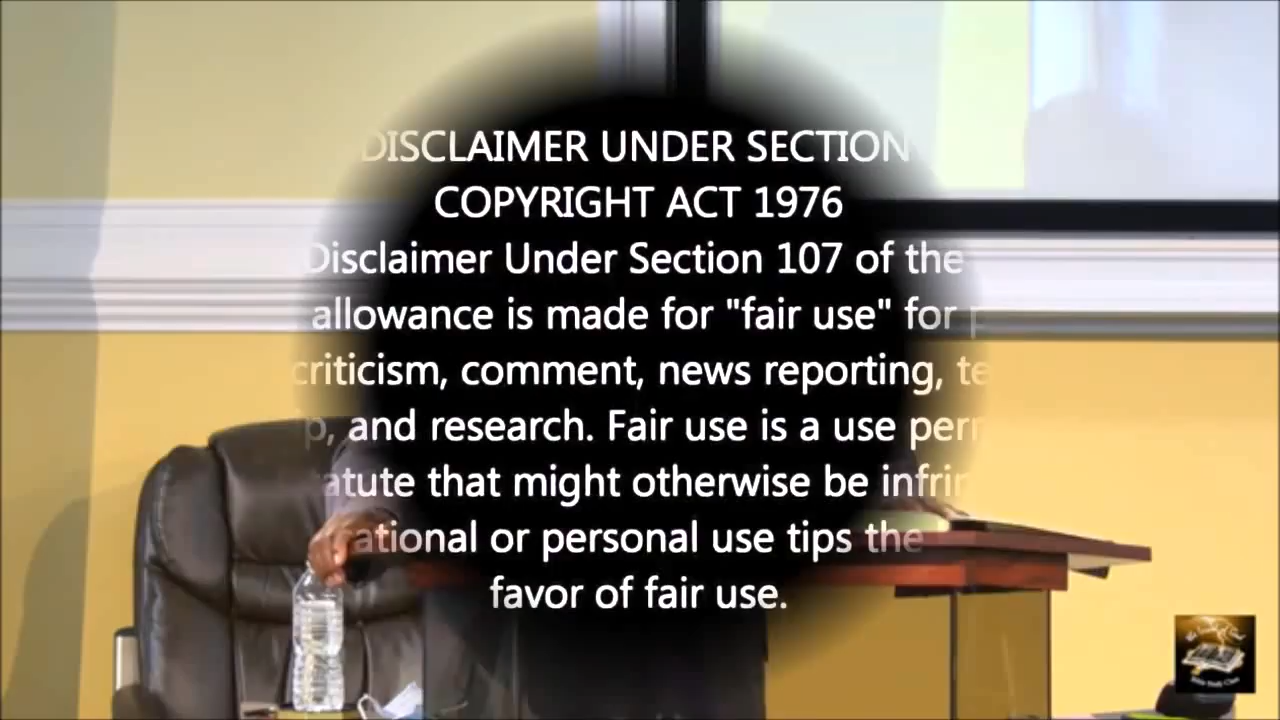 DISCLAIMER UNDER SECTION
COPYRIGHT ACT 1976
Disclaimer Under Section 107 of the
allowance is made for "fair use" for
criticism, comment, news reporting,
and research. Fair use is a use
that might otherwise be
or personal use tips the
favor of fair use.